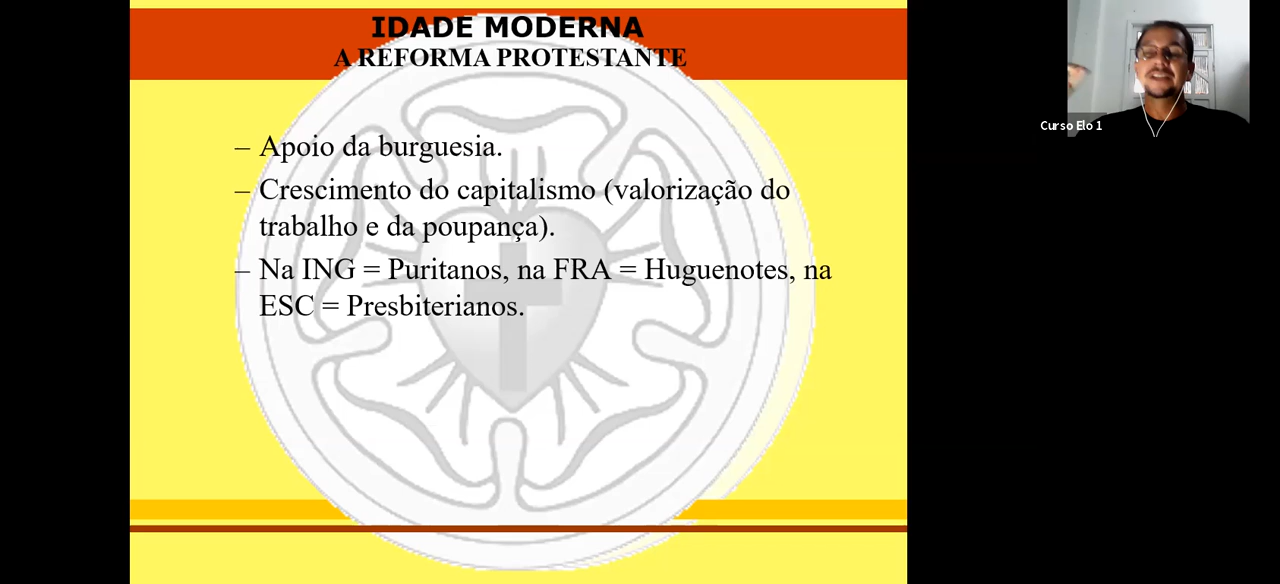 IDADE MODERNA
A REFORMA PROTESTANTE
– Apoio da burguesia.
– Crescimento do capitalismo (valorização do
trabalho e da poupança).
– Na ING = Puritanos, na FRA = Huguenotes, na
ESC = Presbiterianos.
Curso Elo 1